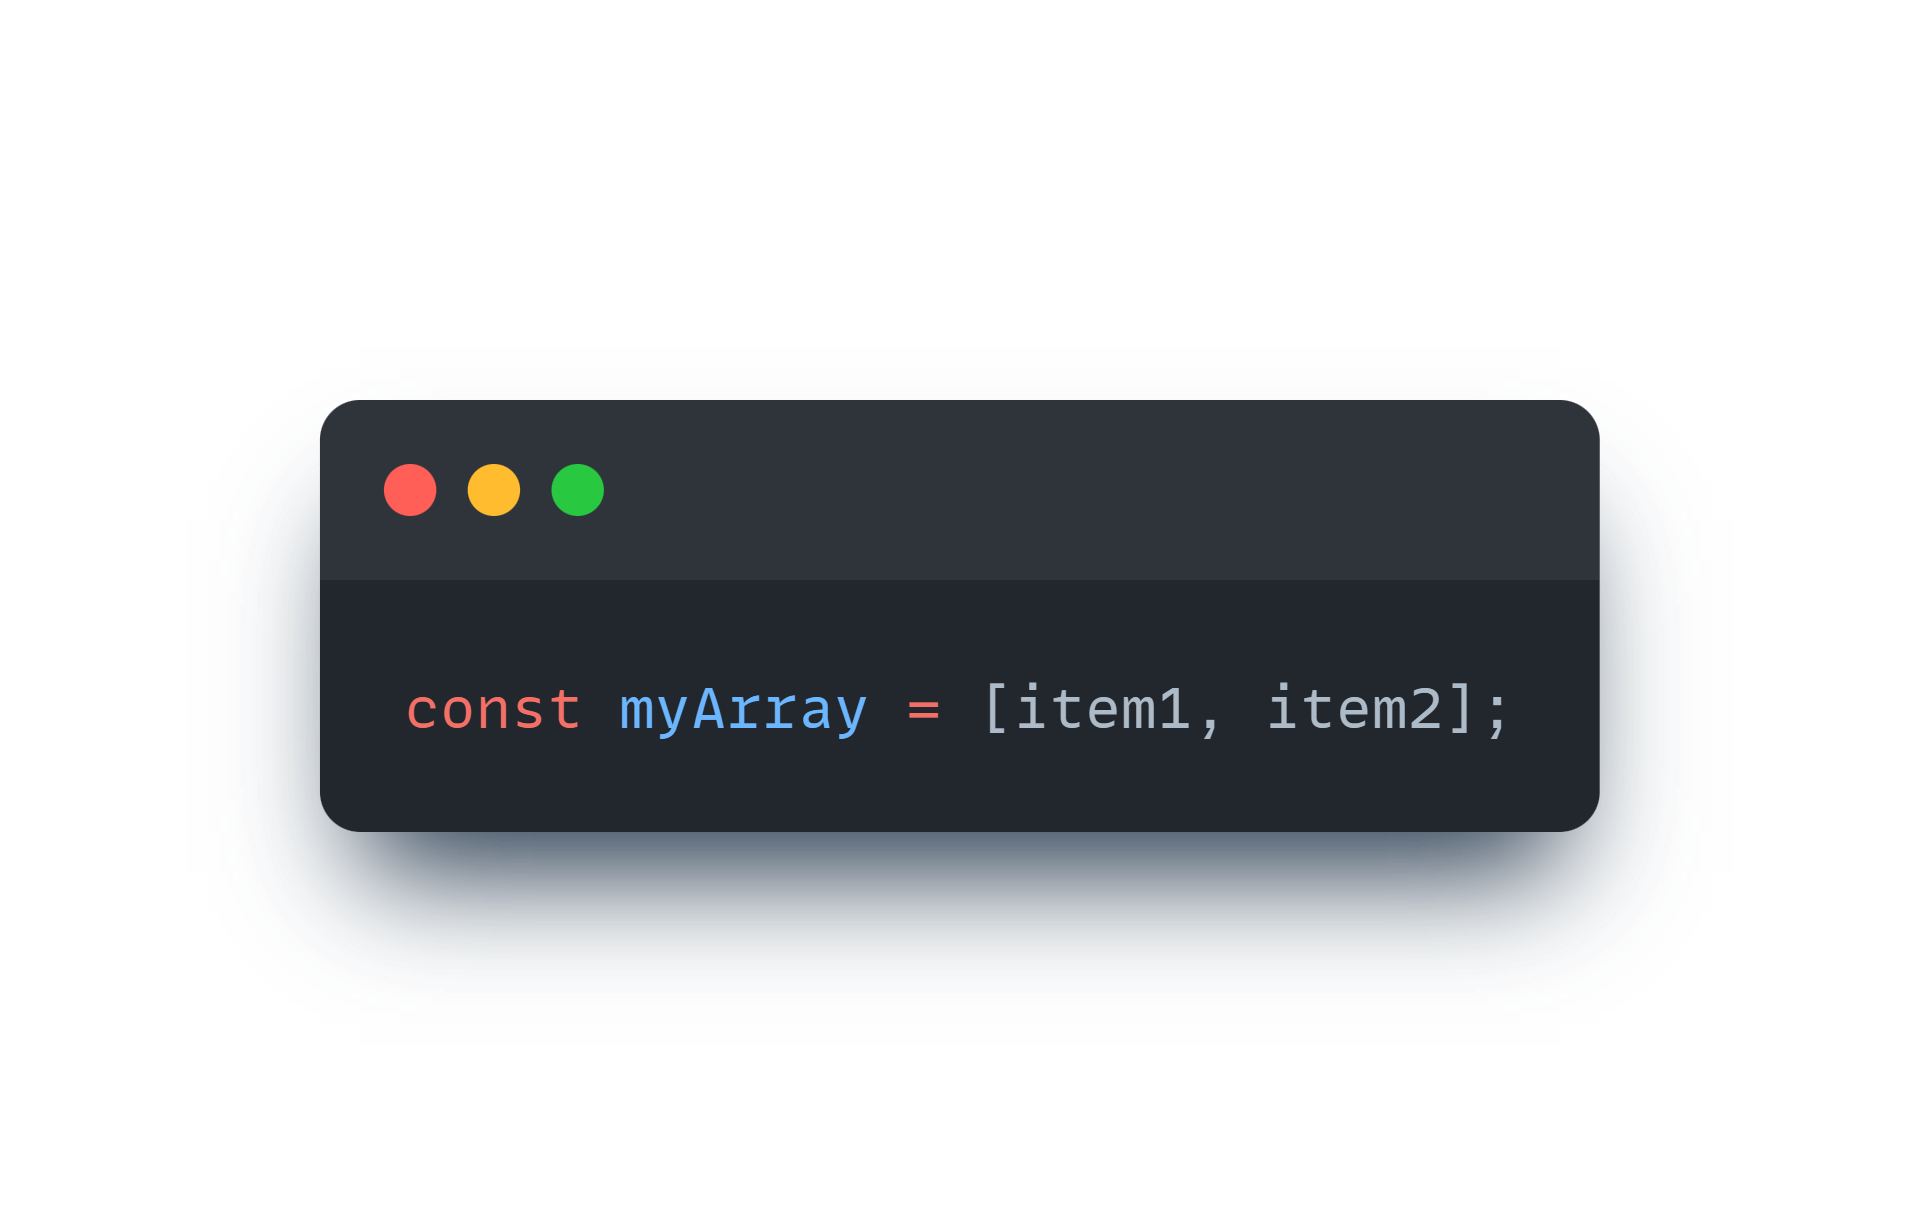 const myArray = [item1, item2];